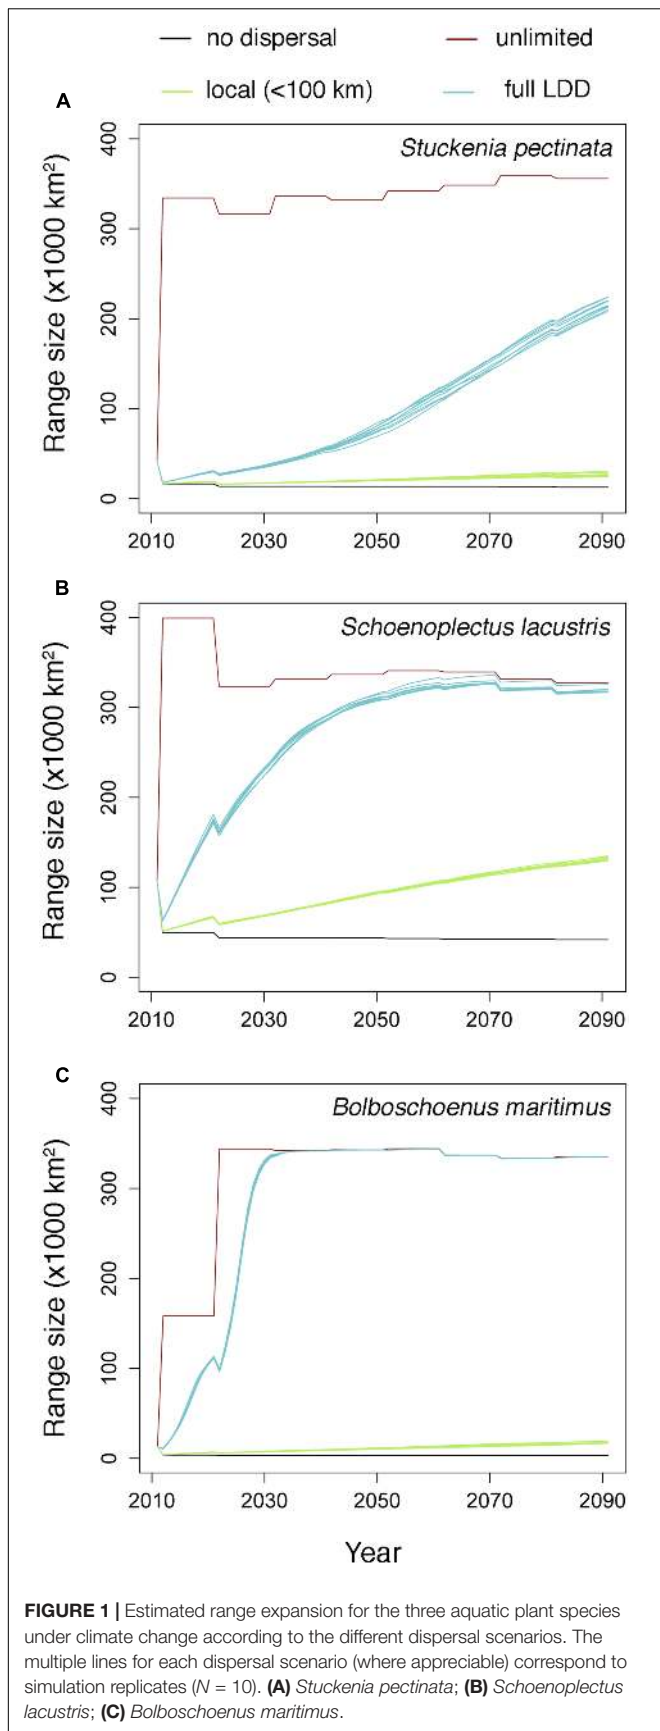 no dispersal
unlimited
local (<100 km)
full LDD
A
Stuckenia pectinata
Range size (x1000 km²)
400
300
200
100
0
2010 2030 2050 2070 2090
B
Schoenoplectus lacustris
Range size (x1000 km²)
400
300
200
100
0
2010 2030 2050 2070 2090
C
Bolboschoenus maritimus
Range size (x1000 km²)
400
300
200
100
0
2010 2030 2050 2070 2090
Year
FIGURE 1 | Estimated range expansion for the three aquatic plant species
under climate change according to the different dispersal scenarios. The
multiple lines for each dispersal scenario (where appreciable) correspond to
simulation replicates (N = 10). (A) Stuckenia pectinata; (B) Schoenoplectus
lacustris; (C) Bolboschoenus maritimus.